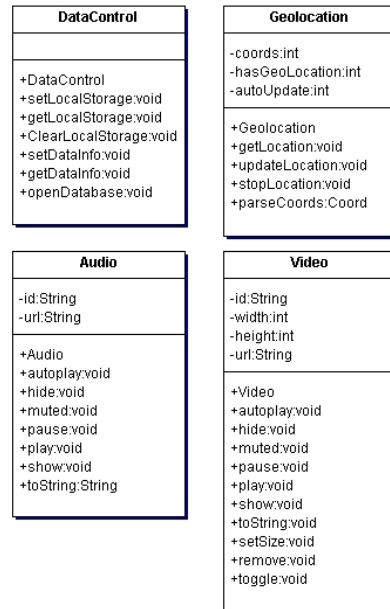 DataControl
+DataControl
+setLocalStorage:void
+getLocalStorage:void
+ClearLocalStorage:void
+setDataInfo:void
+getDataInfo:void
+openDatabase:void
Geolocation
-coords:int
-hasGeoLocation:int
-autoUpdate:int
+Geolocation
+getLocation:void
+updateLocation:void
+stopLocation:void
+parseCoords:Coord
Audio
-id:String
-url:String
+Audio
+autoplay:void
+hide:void
+muted:void
+pause:void
+play:void
+show:void
+toString:String
Video
-id:String
-width:int
-height:int
-url:String
+Video
+autoplay:void
+hide:void
+muted:void
+pause:void
+play:void
+show:void
+toString:void
+setSize:void
+remove:void
+toggle:void